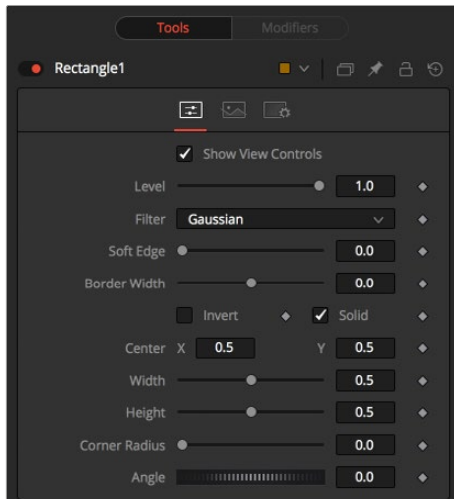 Tools Modifiers
Rectangle1
Show View Controls
Level 1.0
Filter Gaussian
Soft Edge 0.0
Border Width 0.0
Invert Solid
Center X 0.5 Y 0.5
Width 0.5
Height 0.5
Corner Radius 0.0
Angle 0.0